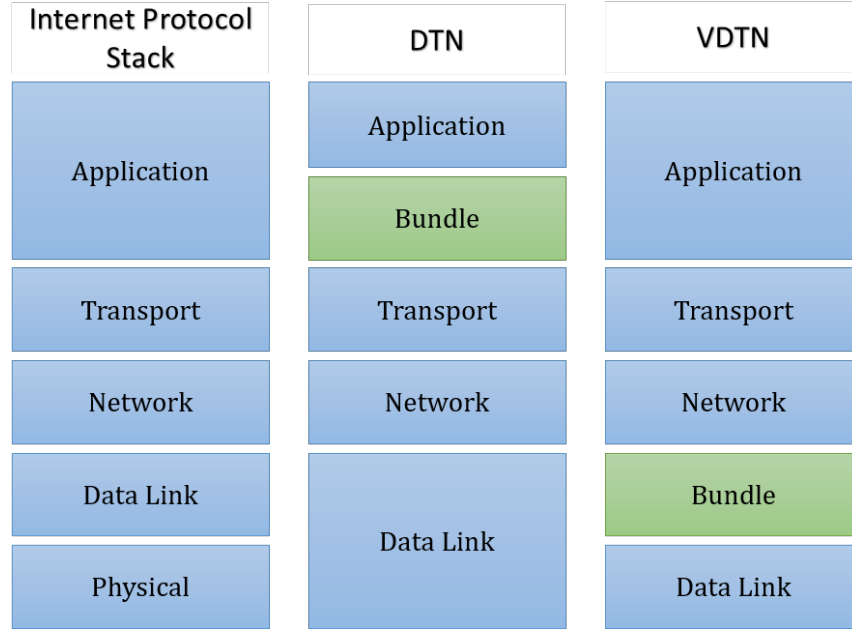 Internet Protocol
Stack
DTN
VDTN
Application
Application
Application
Bundle
Transport
Transport
Transport
Network
Network
Network
Data Link
Data Link
Bundle
Physical
Data Link